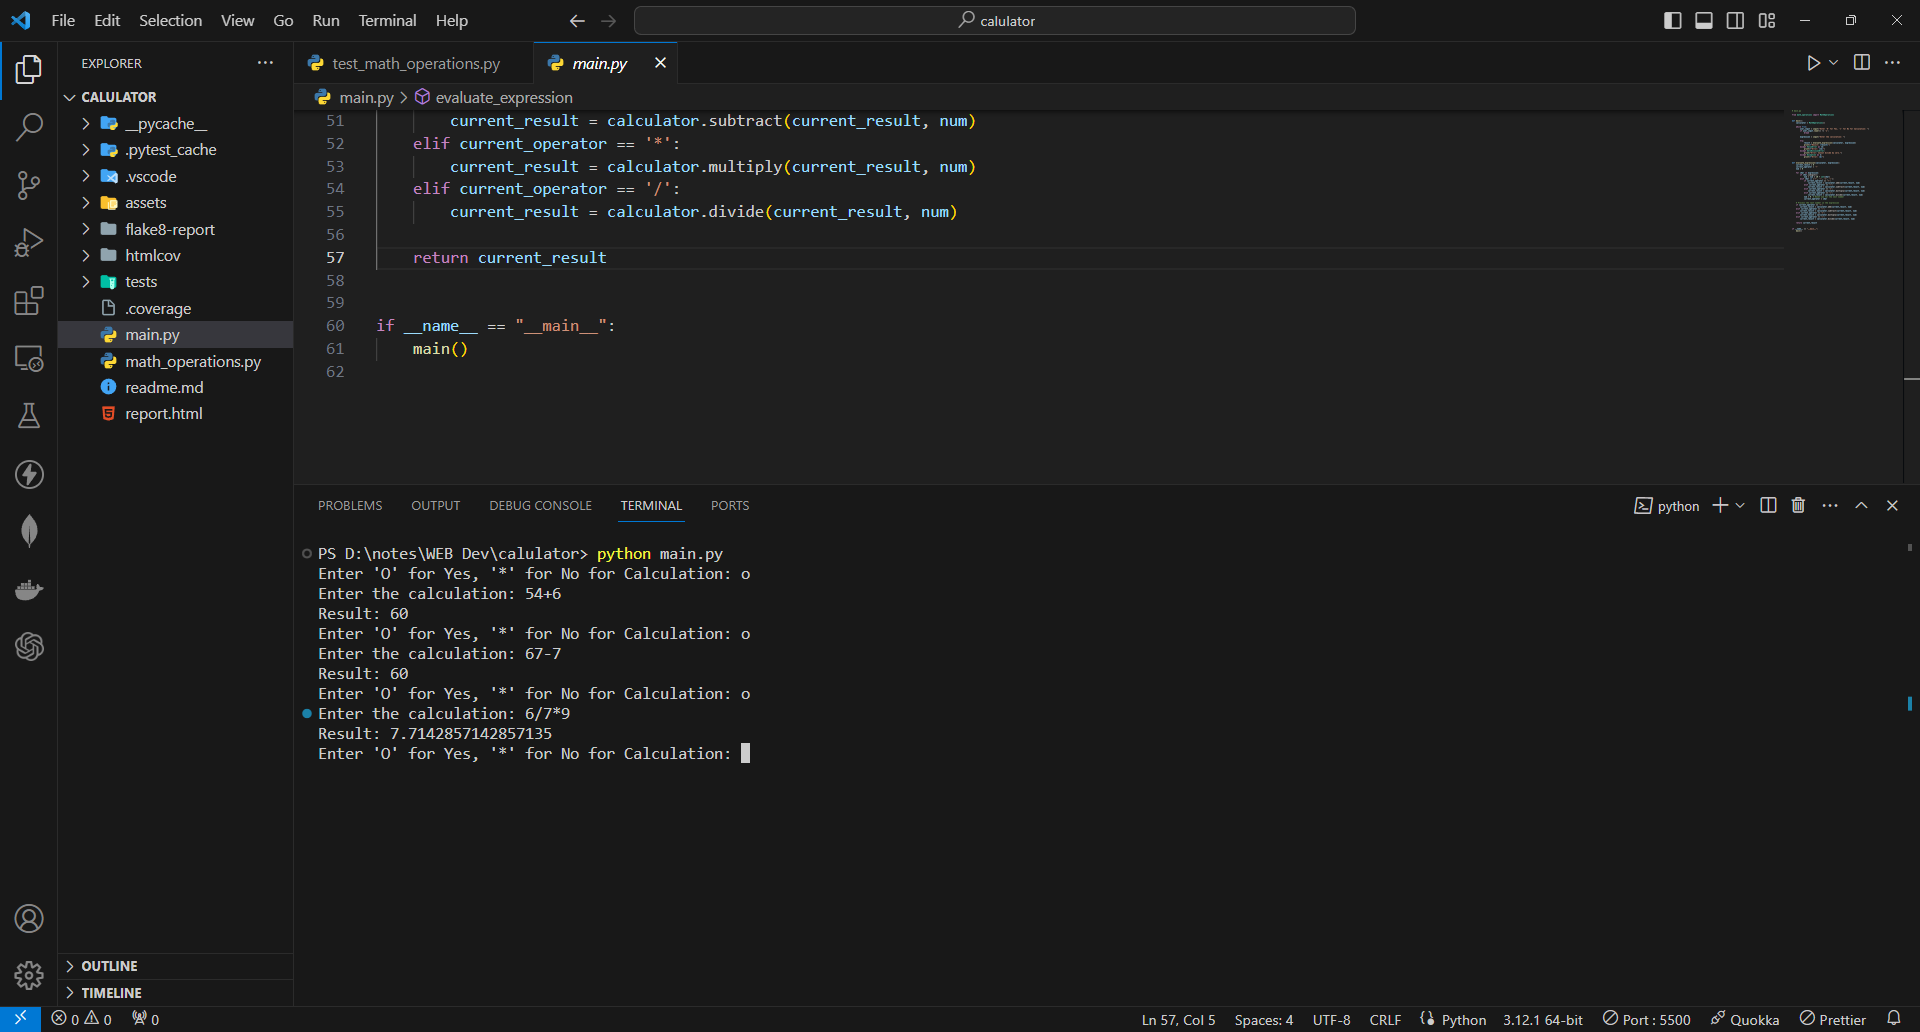 File Edit Selection View Go Run Terminal Help
calulator
EXPLORER
CALULATOR
__pycache__
.pytest_cache
.vscode
assets
flake8-report
htmlcov
tests
.coverage
main.py
math_operations.py
readme.md
report.html
OUTLINE
TIMELINE
test_math_operations.py
main.py
main.py > evaluate_expression
51 current_result = calculator.subtract(current_result, num)
52 elif current_operator == '*':
53 current_result = calculator.multiply(current_result, num)
54 elif current_operator == '/':
55 current_result = calculator.divide(current_result, num)
56
57 return current_result
58
59
60 if __name__ == "__main__":
61 main()
62
PROBLEMS OUTPUT DEBUG CONSOLE TERMINAL PORTS
python
PS D:\notes\WEB Dev\calulator> python main.py
Enter 'O' for Yes, '*' for No for Calculation: o
Enter the calculation: 54+6
Result: 60
Enter 'O' for Yes, '*' for No for Calculation: o
Enter the calculation: 67-7
Result: 60
Enter 'O' for Yes, '*' for No for Calculation: o
Enter the calculation: 6/7*9
Result: 7.7142857142857135
Enter 'O' for Yes, '*' for No for Calculation:
0 0 0
Ln 57, Col 5 Spaces: 4 UTF-8 CRLF Python 3.12.1 64-bit Port : 5500 Quokka Prettier